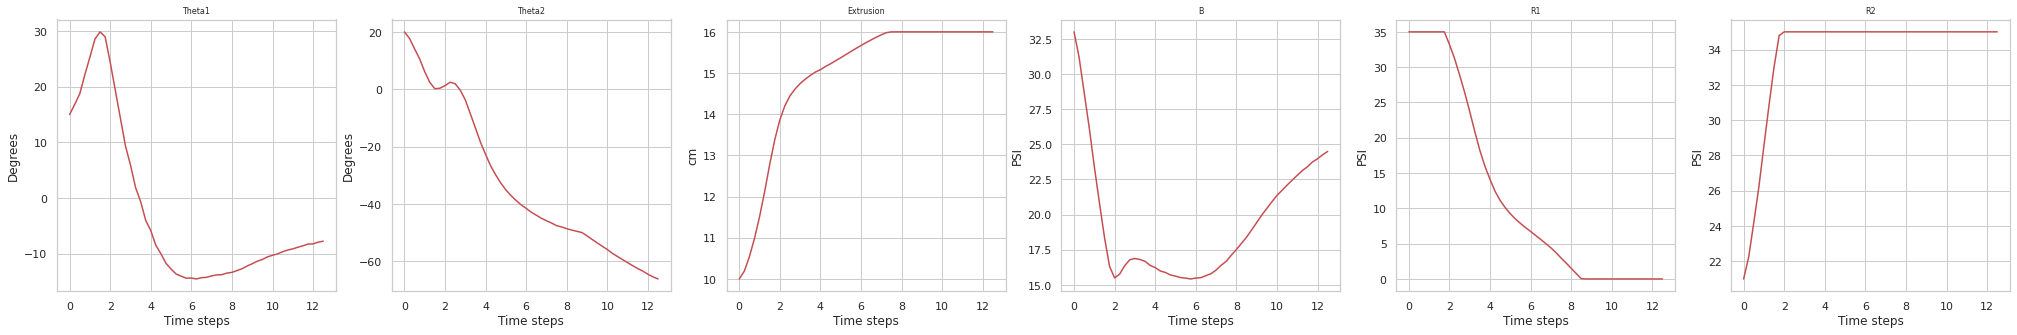 Theta1
30
20
10
0
−10
Degrees
0 2 4 6 8 10 12
Time steps
Theta2
20
0
−20
−40
−60
Degrees
0 2 4 6 8 10 12
Time steps
Extrusion
16
15
14
13
12
11
10
cm
0 2 4 6 8 10 12
Time steps
B
32.5
30.0
27.5
25.0
22.5
20.0
17.5
15.0
PSI
0 2 4 6 8 10 12
Time steps
R1
35
30
25
20
15
10
5
0
PSI
0 2 4 6 8 10 12
Time steps
R2
34
32
30
28
26
24
22
PSI
0 2 4 6 8 10 12
Time steps